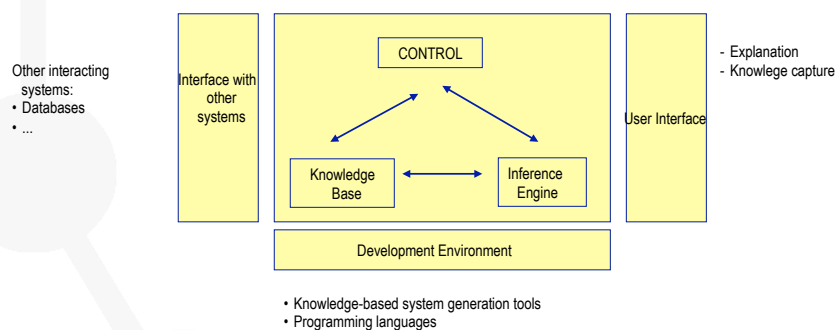 Other interacting
systems:
• Databases
• ...
Interface with
other
systems
CONTROL
Knowledge
Base
Inference
Engine
User Interface
- Explanation
- Knowlege capture
Development Environment
• Knowledge-based system generation tools
• Programming languages